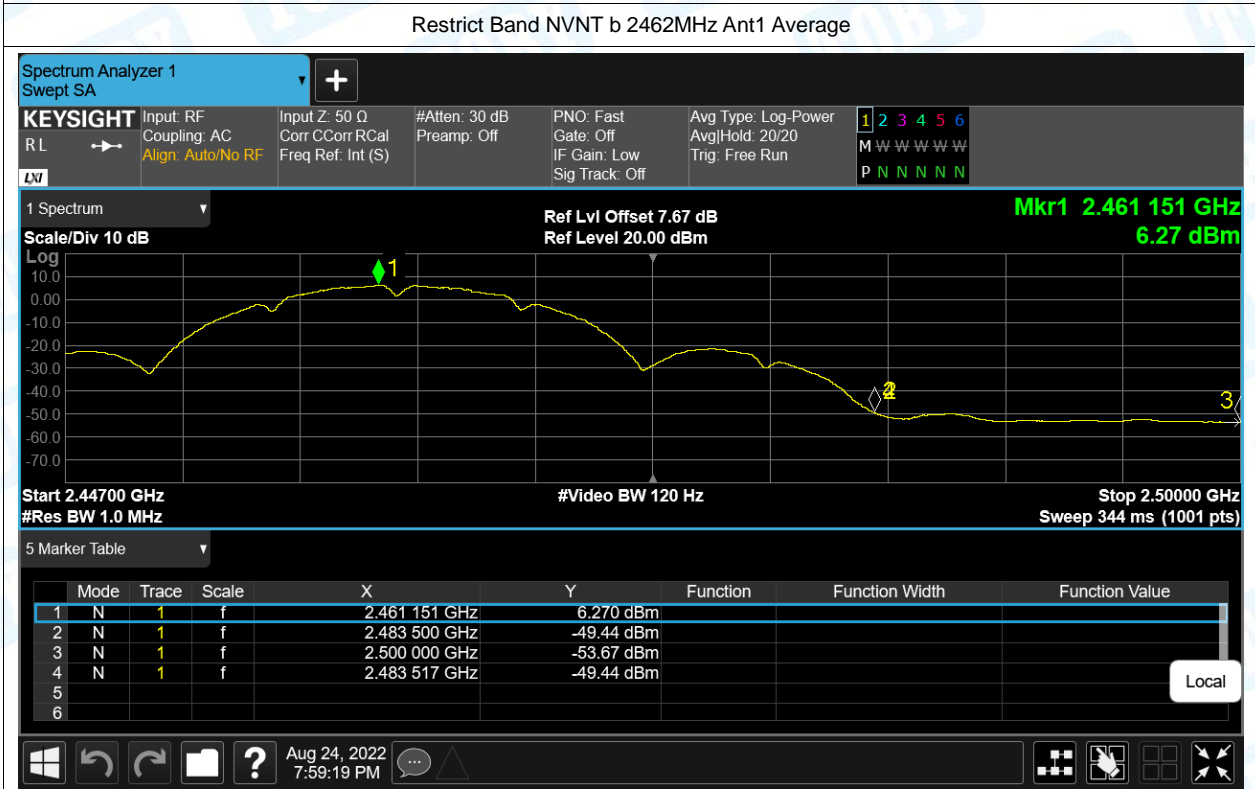 Restrict Band NVNT b 2462MHz Ant1 Average
Spectrum Analyzer 1
Swept SA
KEYSIGHT
RL
LXI
Input: RF
Coupling: AC
Align: Auto/No RF
Input Z: 50 Ω
Corr CCorr RCal
Freq Ref: Int (S)
#Atten: 30 dB
Preamp: Off
PNO: Fast
Gate: Off
IF Gain: Low
Sig Track: Off
Avg Type: Log-Power
Avg|Hold: 20/20
Trig: Free Run
1 2 3 4 5 6
M W W W W W
P N N N N N
1 Spectrum
Scale/Div 10 dB
Ref Lvl Offset 7.67 dB
Ref Level 20.00 dBm
Mkr1 2.461 151 GHz
6.27 dBm
Log
10.0
0.00
-10.0
-20.0
-30.0
-40.0
-50.0
-60.0
-70.0
1
3
Start 2.44700 GHz
#Res BW 1.0 MHz
#Video BW 120 Hz
Stop 2.50000 GHz
Sweep 344 ms (1001 pts)
5 Marker Table
Mode Trace Scale X Y Function Function Width Function Value
1 N 1 f 2.461 151 GHz 6.270 dBm
2 N 1 f 2.483 500 GHz -49.44 dBm
3 N 1 f 2.500 000 GHz -53.67 dBm
4 N 1 f 2.483 517 GHz -49.44 dBm
5
6
Local
?
Aug 24, 2022
7:59:19 PM